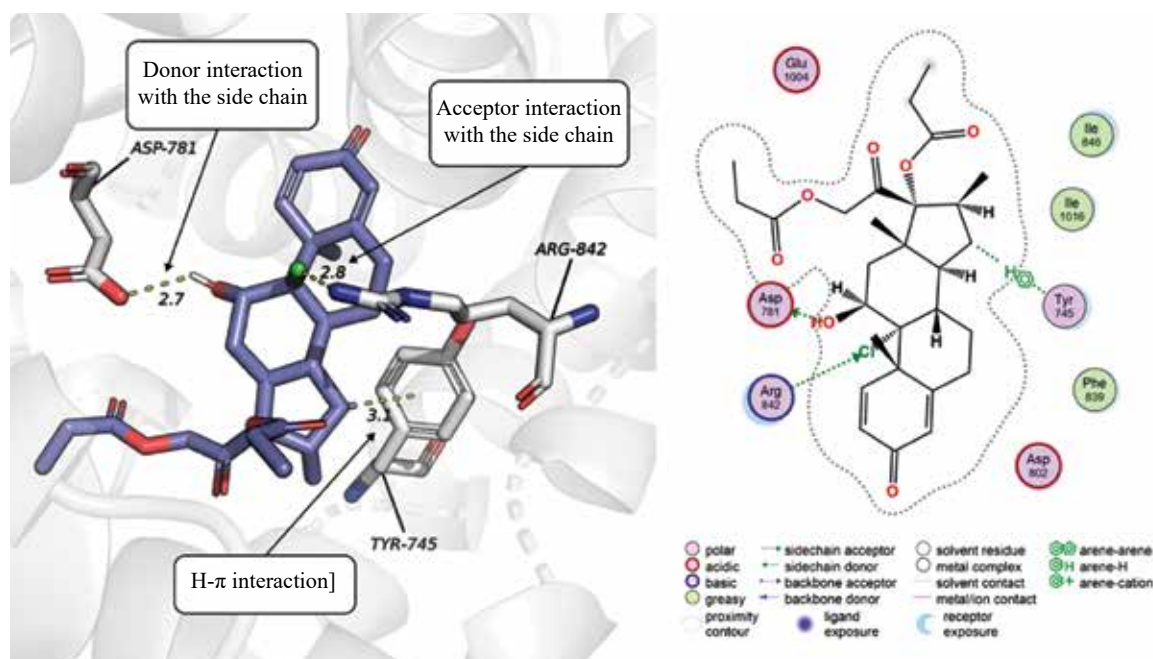 Donor interaction
with the side chain
Acceptor interaction
with the side chain
ASP-781
2.7
2.8
ARG-842
3.1
TYR-745
H-π interaction]
Glu
1004
Ile
846
Ile
1016
O
O
O
O
O
H
H
H
H
H
Tyr
745
Asp
781
HO
Cl
Arg
842
Phe
839
Asp
802
O
polar
acidic
basic
greasy
proximity
contour
sidechain acceptor
sidechain donor
backbone acceptor
backbone donor
ligand
exposure
solvent residue
metal complex
solvent contact
metal/ion contact
receptor
exposure
arene-arene
H arene-H
+ arene-cation